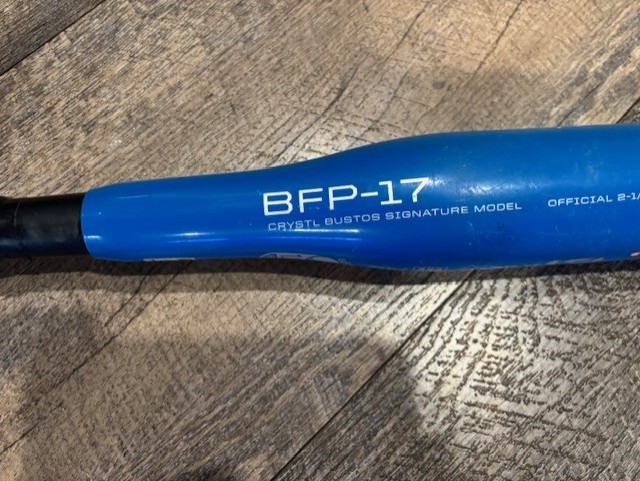 BFP-17
CRYSTL BUSTOS SIGNATURE MODEL OFFICIAL 2-1/